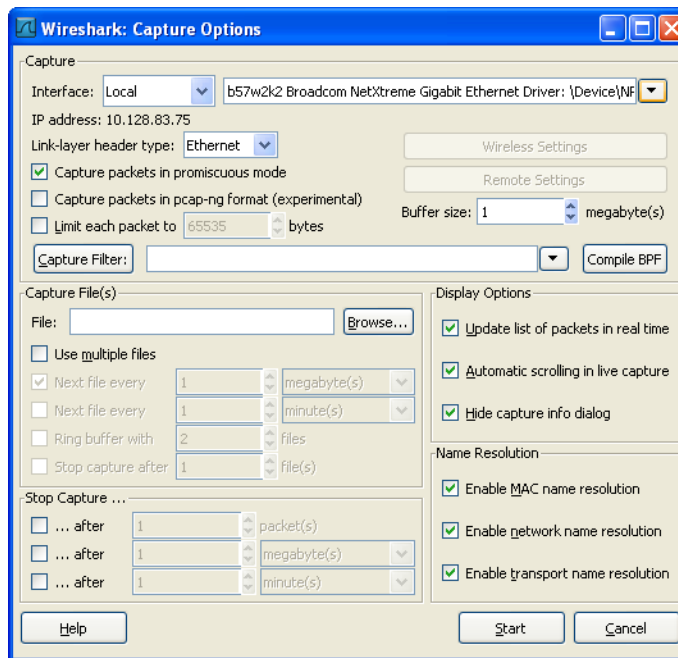 Wireshark: Capture Options
Capture
Interface: Local b57w2k2 Broadcom NetXtreme Gigabit Ethernet Driver: \Device\NF
IP address: 10.128.83.75
Link-layer header type: Ethernet
Wireless Settings
Capture packets in promiscuous mode
Remote Settings
Capture packets in pcap-ng format (experimental)
Buffer size: 1 megabyte(s)
Limit each packet to 65535 bytes
Capture Filter: Compile BPF
Capture File(s)
File: Browse...
Use multiple files
Next file every 1 megabyte(s)
Next file every 1 minute(s)
Ring buffer with 2 files
Stop capture after 1 file(s)
Stop Capture ...
... after 1 packet(s)
... after 1 megabyte(s)
... after 1 minute(s)
Display Options
Update list of packets in real time
Automatic scrolling in live capture
Hide capture info dialog
Name Resolution
Enable MAC name resolution
Enable network name resolution
Enable transport name resolution
Help Start Cancel